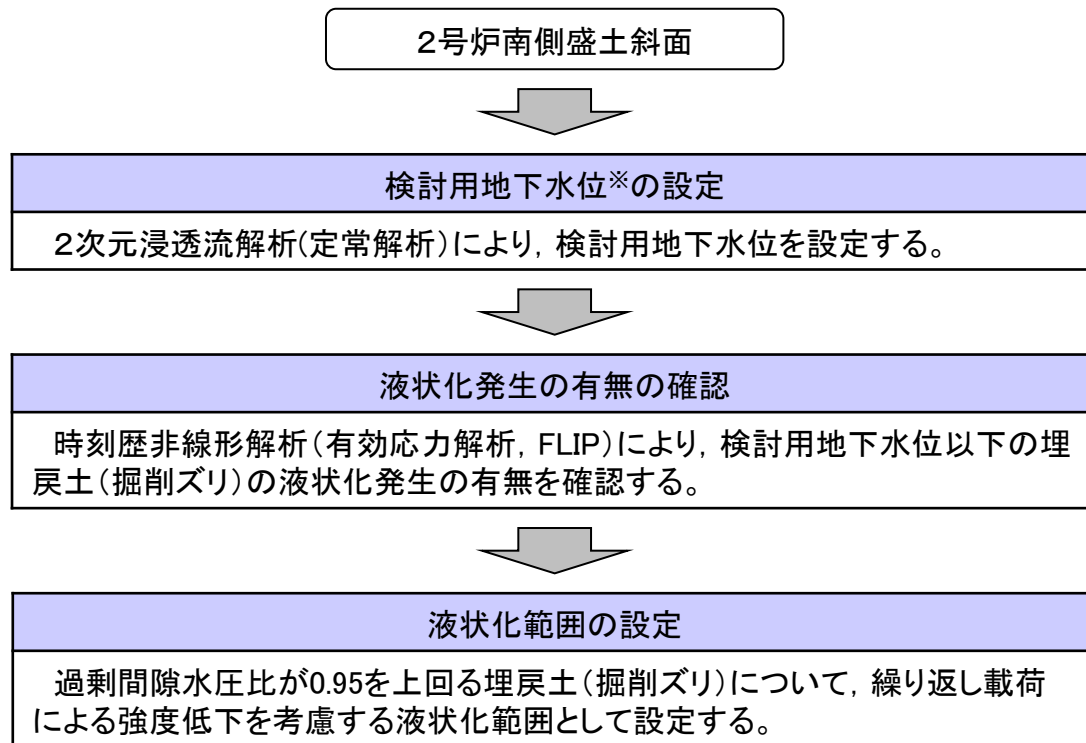 2号炉南側盛土斜面
検討用地下水位※の設定
2次元浸透流解析(定常解析)により，検討用地下水位を設定する。
液状化発生の有無の確認
時刻歴非線形解析(有効応力解析，FLIP)により，検討用地下水位以下の埋
戻土(掘削ズリ)の液状化発生の有無を確認する。
液状化範囲の設定
過剰間隙水圧比が0.95を上回る埋戻土(掘削ズリ)について，繰り返し載荷
による強度低下を考慮する液状化範囲として設定する。